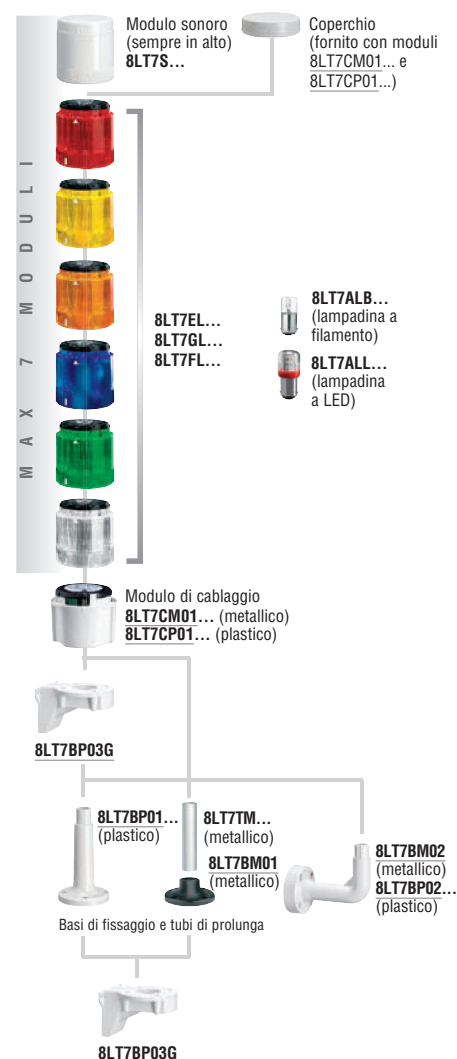 Modulo sonoro
(sempre in alto)
8LT7S...
Coperchio
(fornito con moduli
8LT7CM01... e
8LT7CP01...)
MAX 7 MODULI
8LT7EL...
8LT7GL...
8LT7FL...
8LT7ALB...
(lampadina a
filamento)
8LT7ALL...
(lampadina
a LED)
Modulo di cablaggio
8LT7CM01... (metallico)
8LT7CP01... (plastico)
8LT7BP03G
8LT7BP01...
(plastico)
8LT7TM...
(metallico)
8LT7BM01
(metallico)
8LT7BM02
(metallico)
8LT7BP02...
(plastico)
Basi di fissaggio e tubi di prolunga
8LT7BP03G